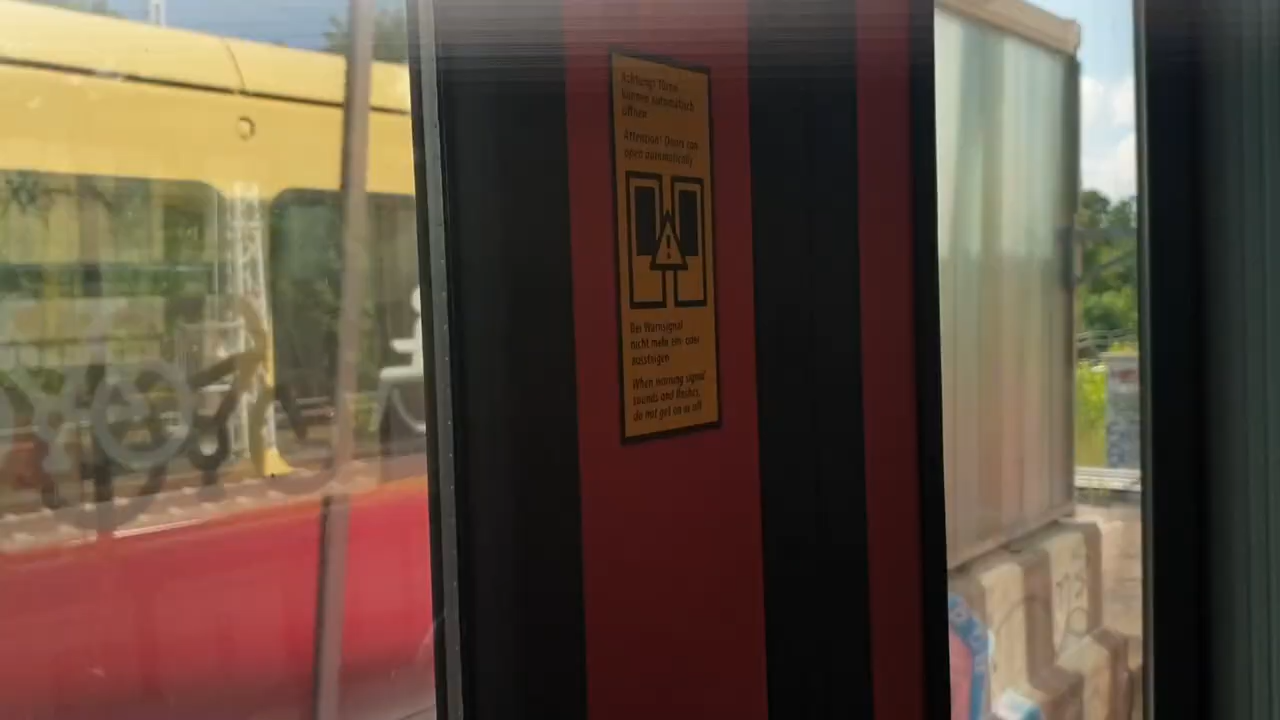 Achtung! Türen
können automatisch
öffnen
Attention! Doors can
open automatically
Bei Warnsignal
nicht mehr ein- oder
aussteigen
When warning signal
sounds and flashes,
do not get on or off